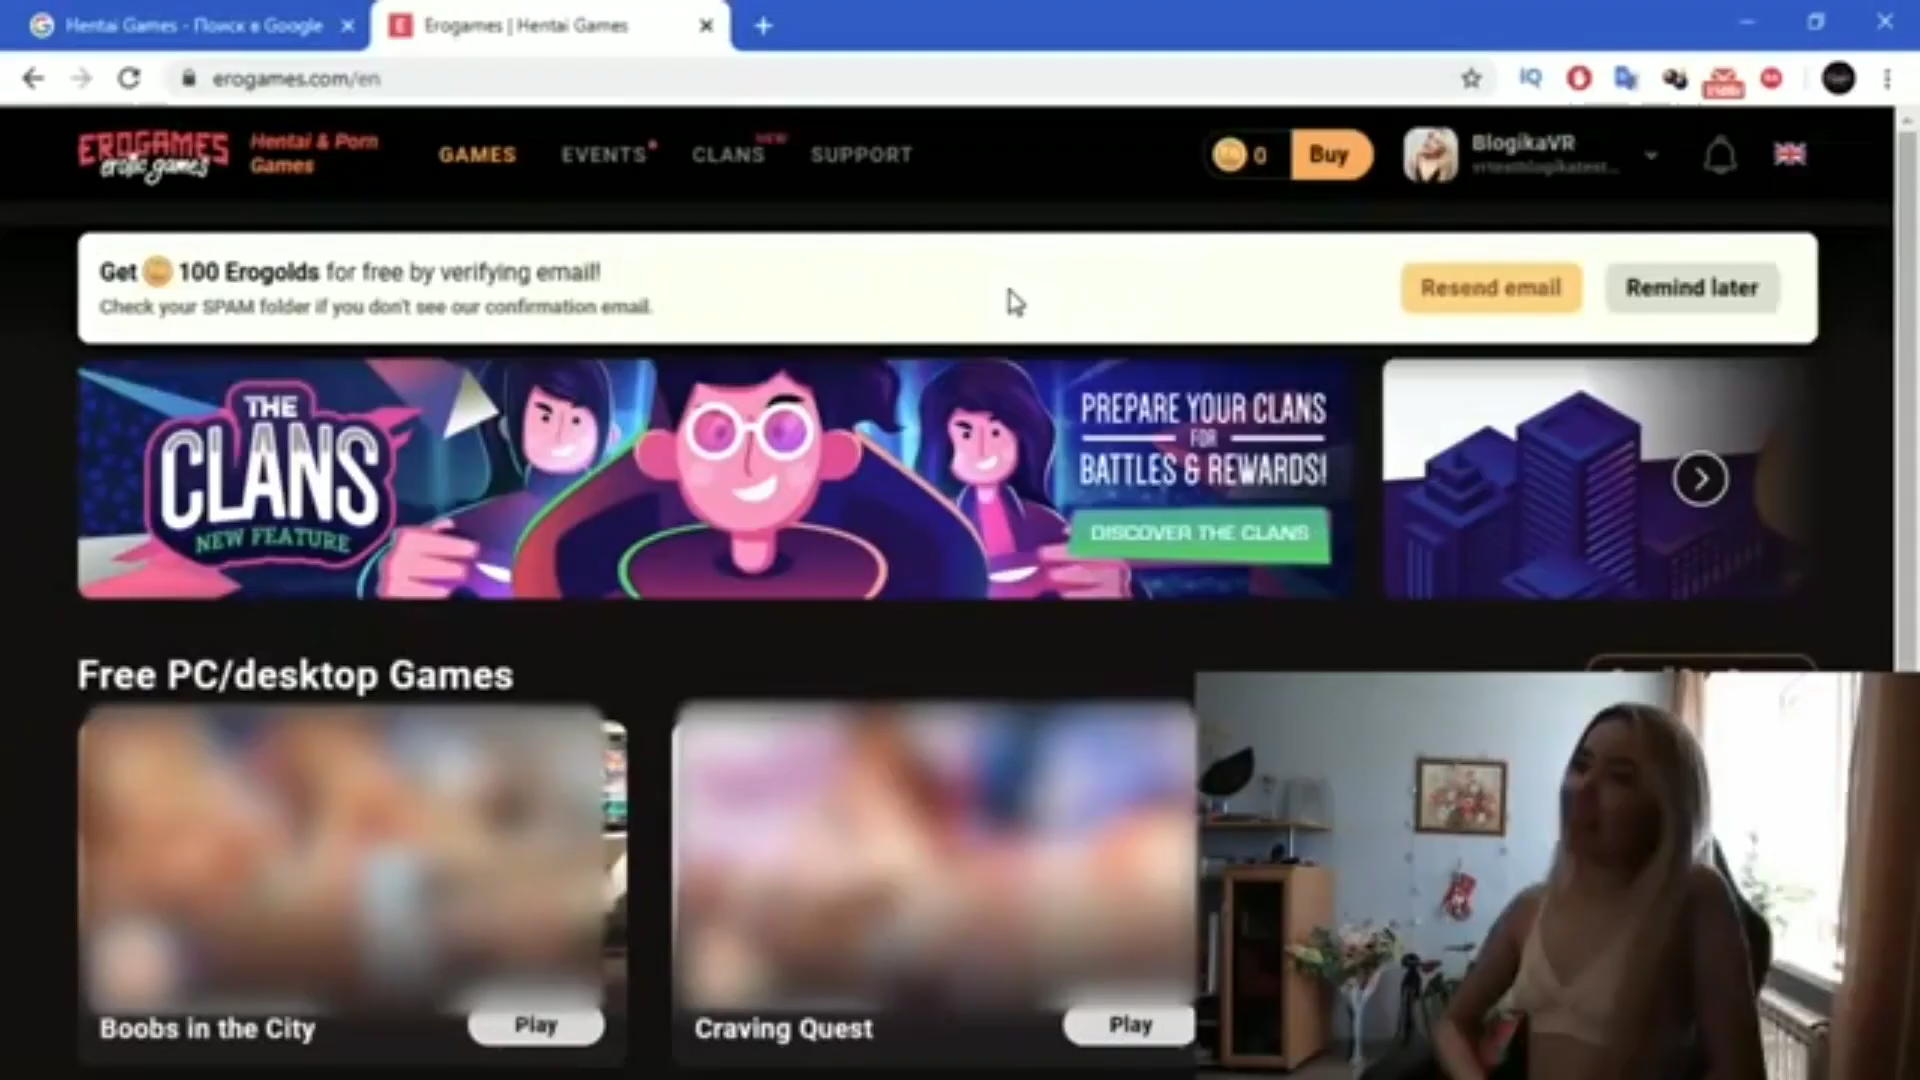 Hentai Games - Поиск в Google
Erogames | Hentai Games
erogames.com/en
EROGAMES
erotic games
Hentai & Porn
Games
GAMES
EVENTS
CLANS
NEW
SUPPORT
0
Buy
BlogikaVR
Get 100 Erogolds for free by verifying email!
Check your SPAM folder if you don't see our confirmation email.
Resend email
Remind later
THE
CLANS
NEW FEATURE
PREPARE YOUR CLANS
FOR
BATTLES & REWARDS!
DISCOVER THE CLANS
Free PC/desktop Games
Boobs in the City
Play
Craving Quest
Play